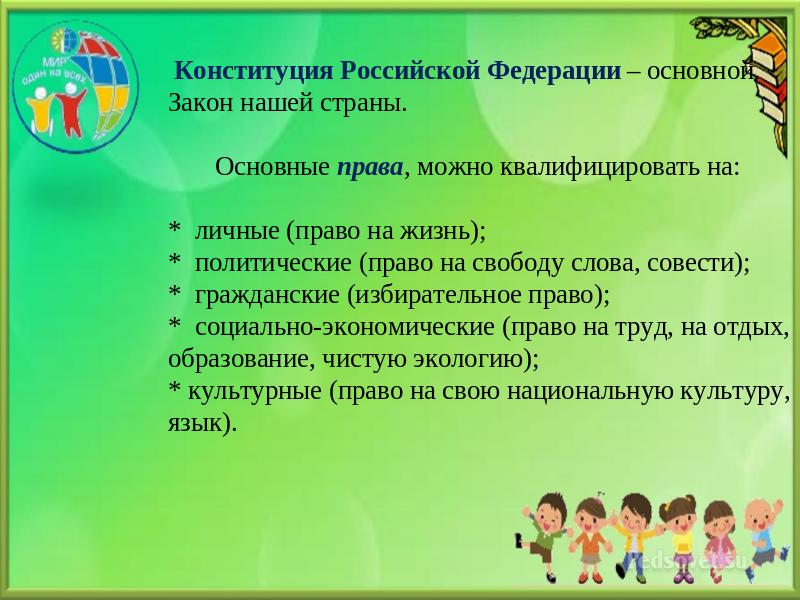 МИР
один на всех
Конституция Российской Федерации – основной
Закон нашей страны.
Основные права, можно квалифицировать на:
* личные (право на жизнь);
* политические (право на свободу слова, совести);
* гражданские (избирательное право);
* социально-экономические (право на труд, на отдых,
образование, чистую экологию);
* культурные (право на свою национальную культуру,
язык).
redsovet.su